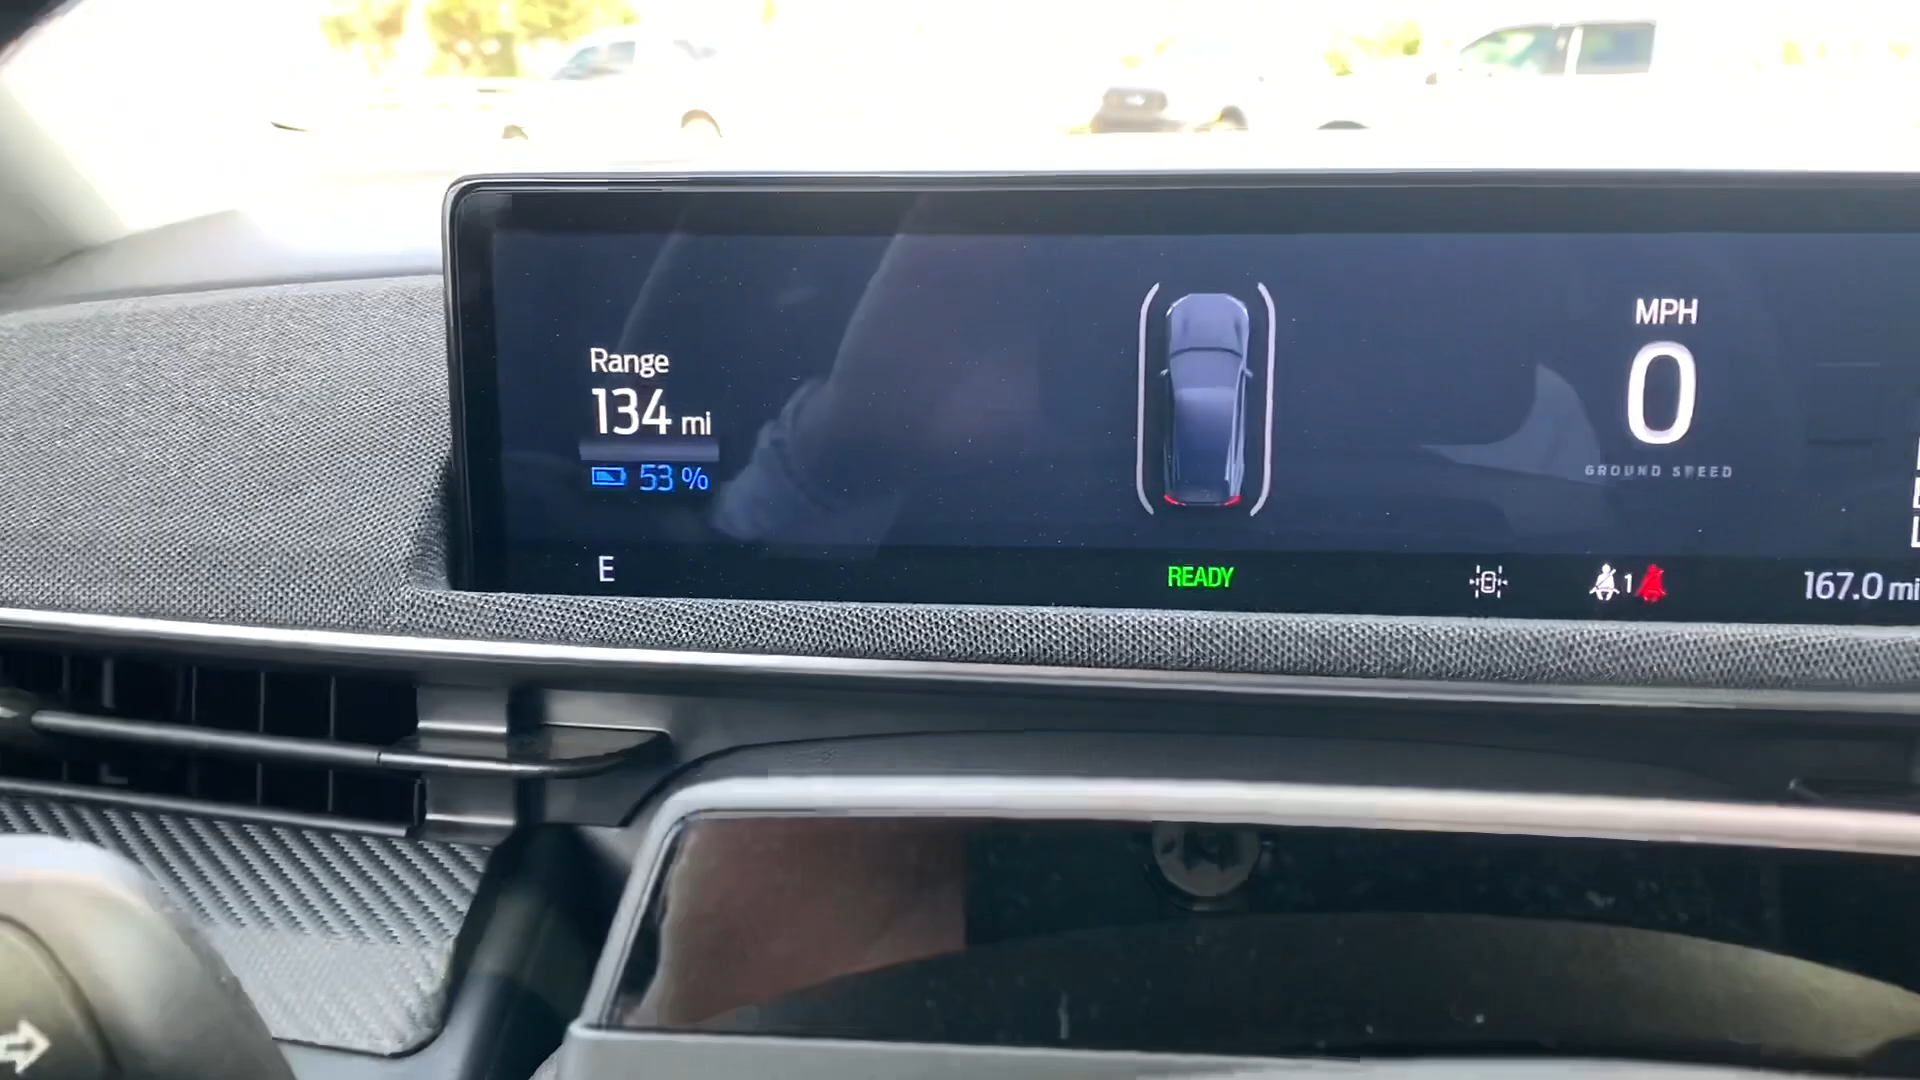 Range
134 mi
53 %
MPH
0
GROUND SPEED
E
READY
1
167.0 mi